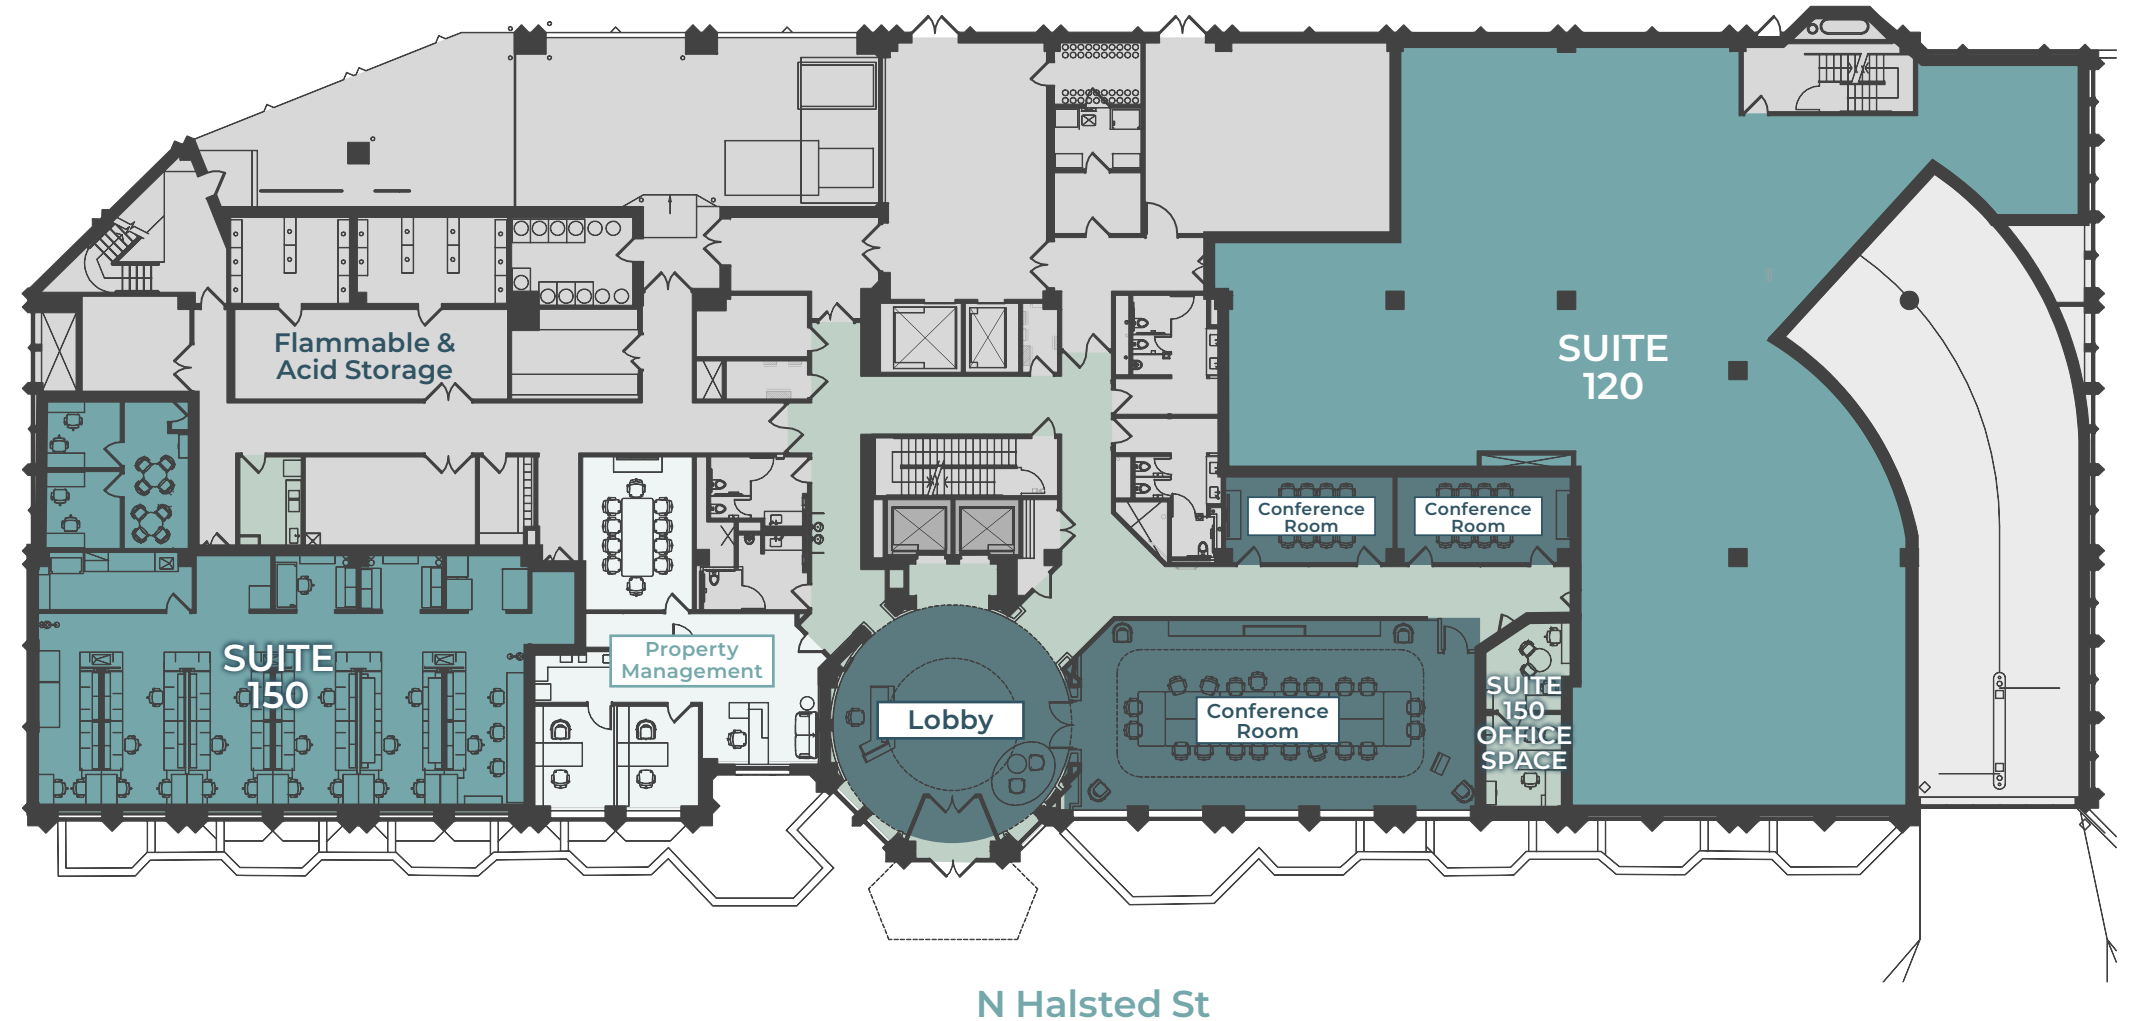 Flammable &
Acid Storage
SUITE
120
Conference
Room
Conference
Room
SUITE
150
Property
Management
Lobby
Conference
Room
SUITE
150
OFFICE
SPACE
N Halsted St